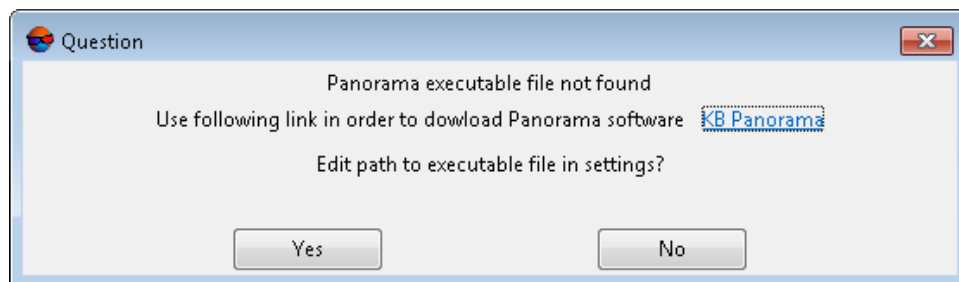 Question
Panorama executable file not found
Use following link in order to dowload Panorama software KB Panorama
Edit path to executable file in settings?
Yes No